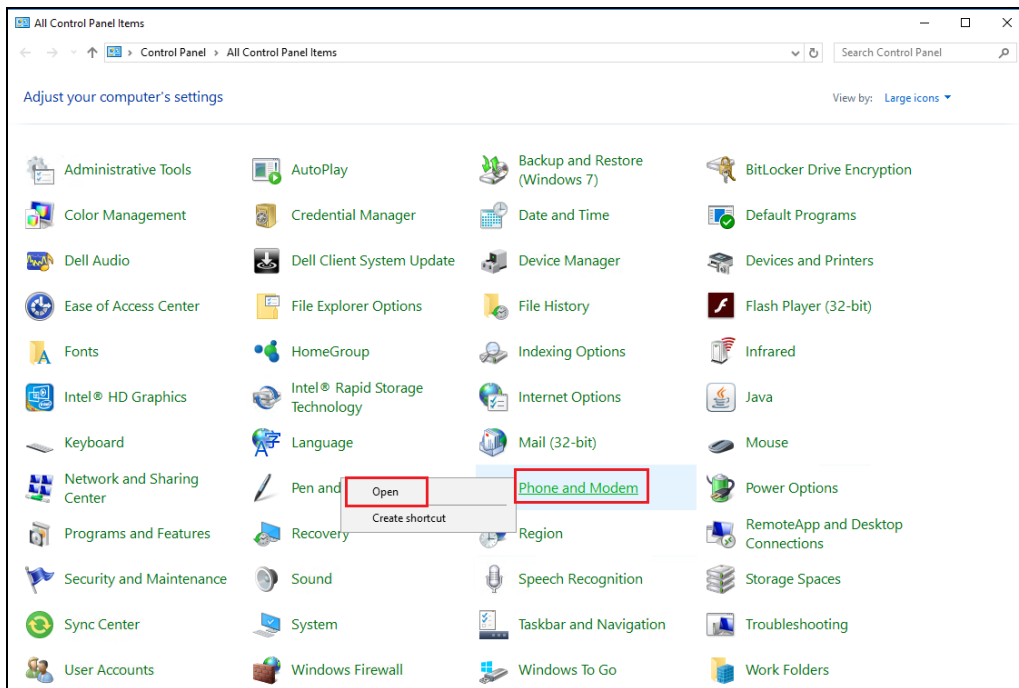 All Control Panel Items
Control Panel > All Control Panel Items
Search Control Panel
Adjust your computer's settings
View by: Large icons
Administrative Tools
AutoPlay
Backup and Restore
(Windows 7)
BitLocker Drive Encryption
Color Management
Credential Manager
Date and Time
Default Programs
Dell Audio
Dell Client System Update
Device Manager
Devices and Printers
Ease of Access Center
File Explorer Options
File History
Flash Player (32-bit)
Fonts
HomeGroup
Indexing Options
Infrared
Intel® HD Graphics
Intel® Rapid Storage
Technology
Internet Options
Java
Keyboard
Language
Mail (32-bit)
Mouse
Network and Sharing
Center
Pen and
Open
Create shortcut
Phone and Modem
Power Options
Programs and Features
Recovery
Region
RemoteApp and Desktop
Connections
Security and Maintenance
Sound
Speech Recognition
Storage Spaces
Sync Center
System
Taskbar and Navigation
Troubleshooting
User Accounts
Windows Firewall
Windows To Go
Work Folders